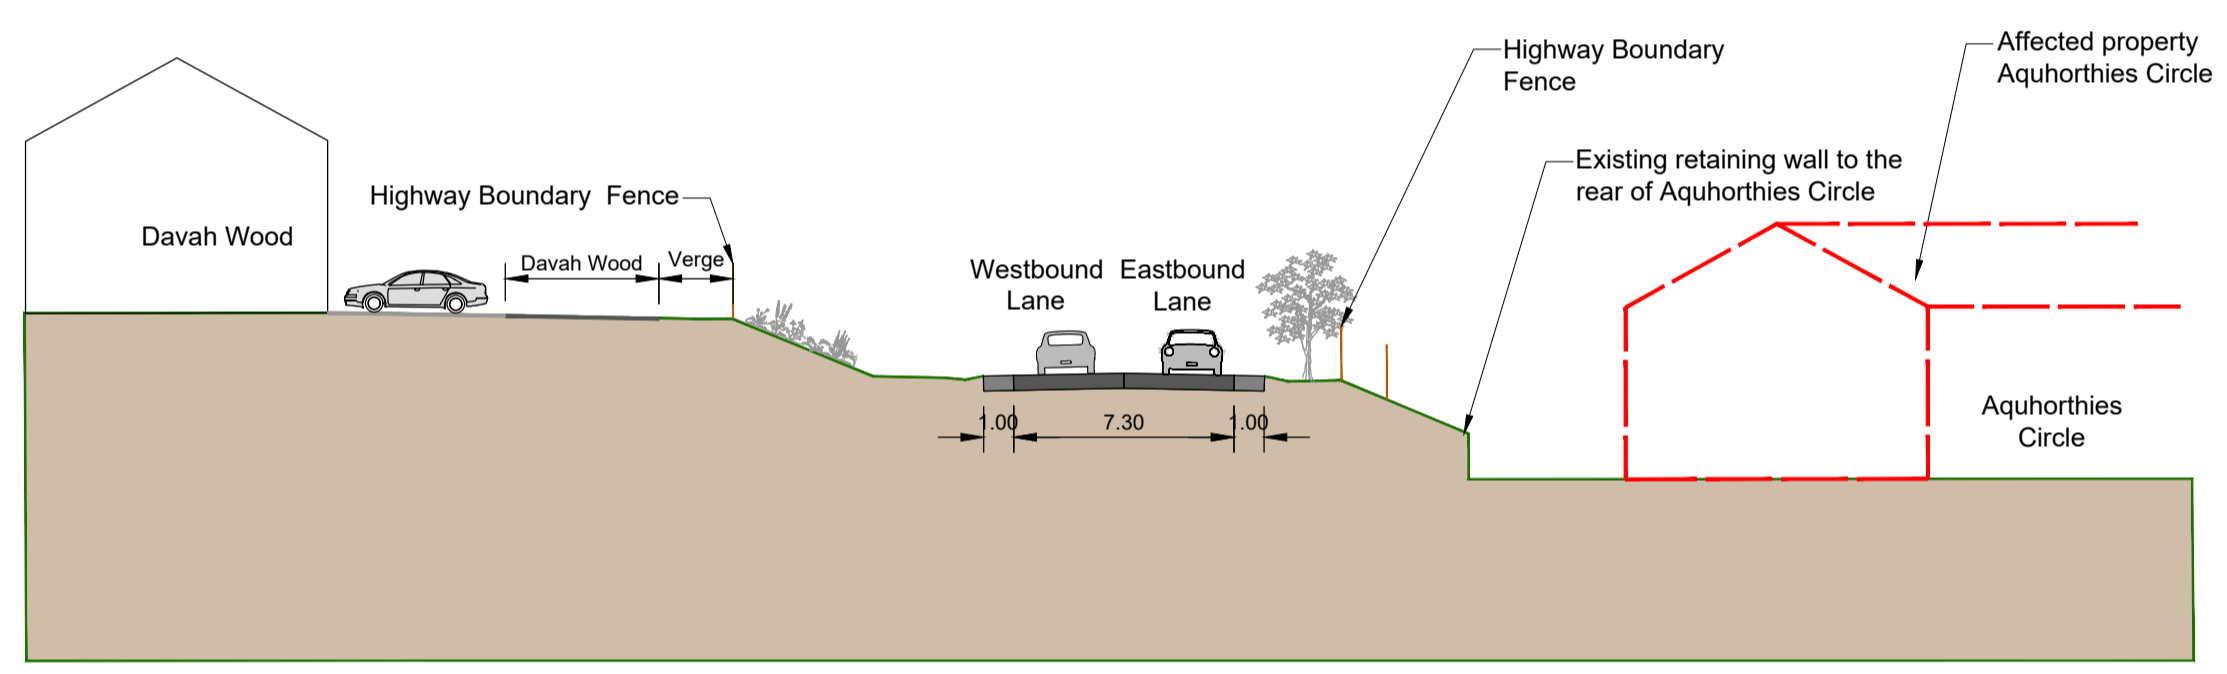 Highway Boundary
Fence
Affected property
Aquhorthies Circle
Existing retaining wall to the
rear of Aquhorthies Circle
Highway Boundary  Fence
Davah Wood
Davah Wood
Verge
Westbound
Lane
Eastbound
Lane
Aquhorthies
Circle
1.00
7.30
1.00